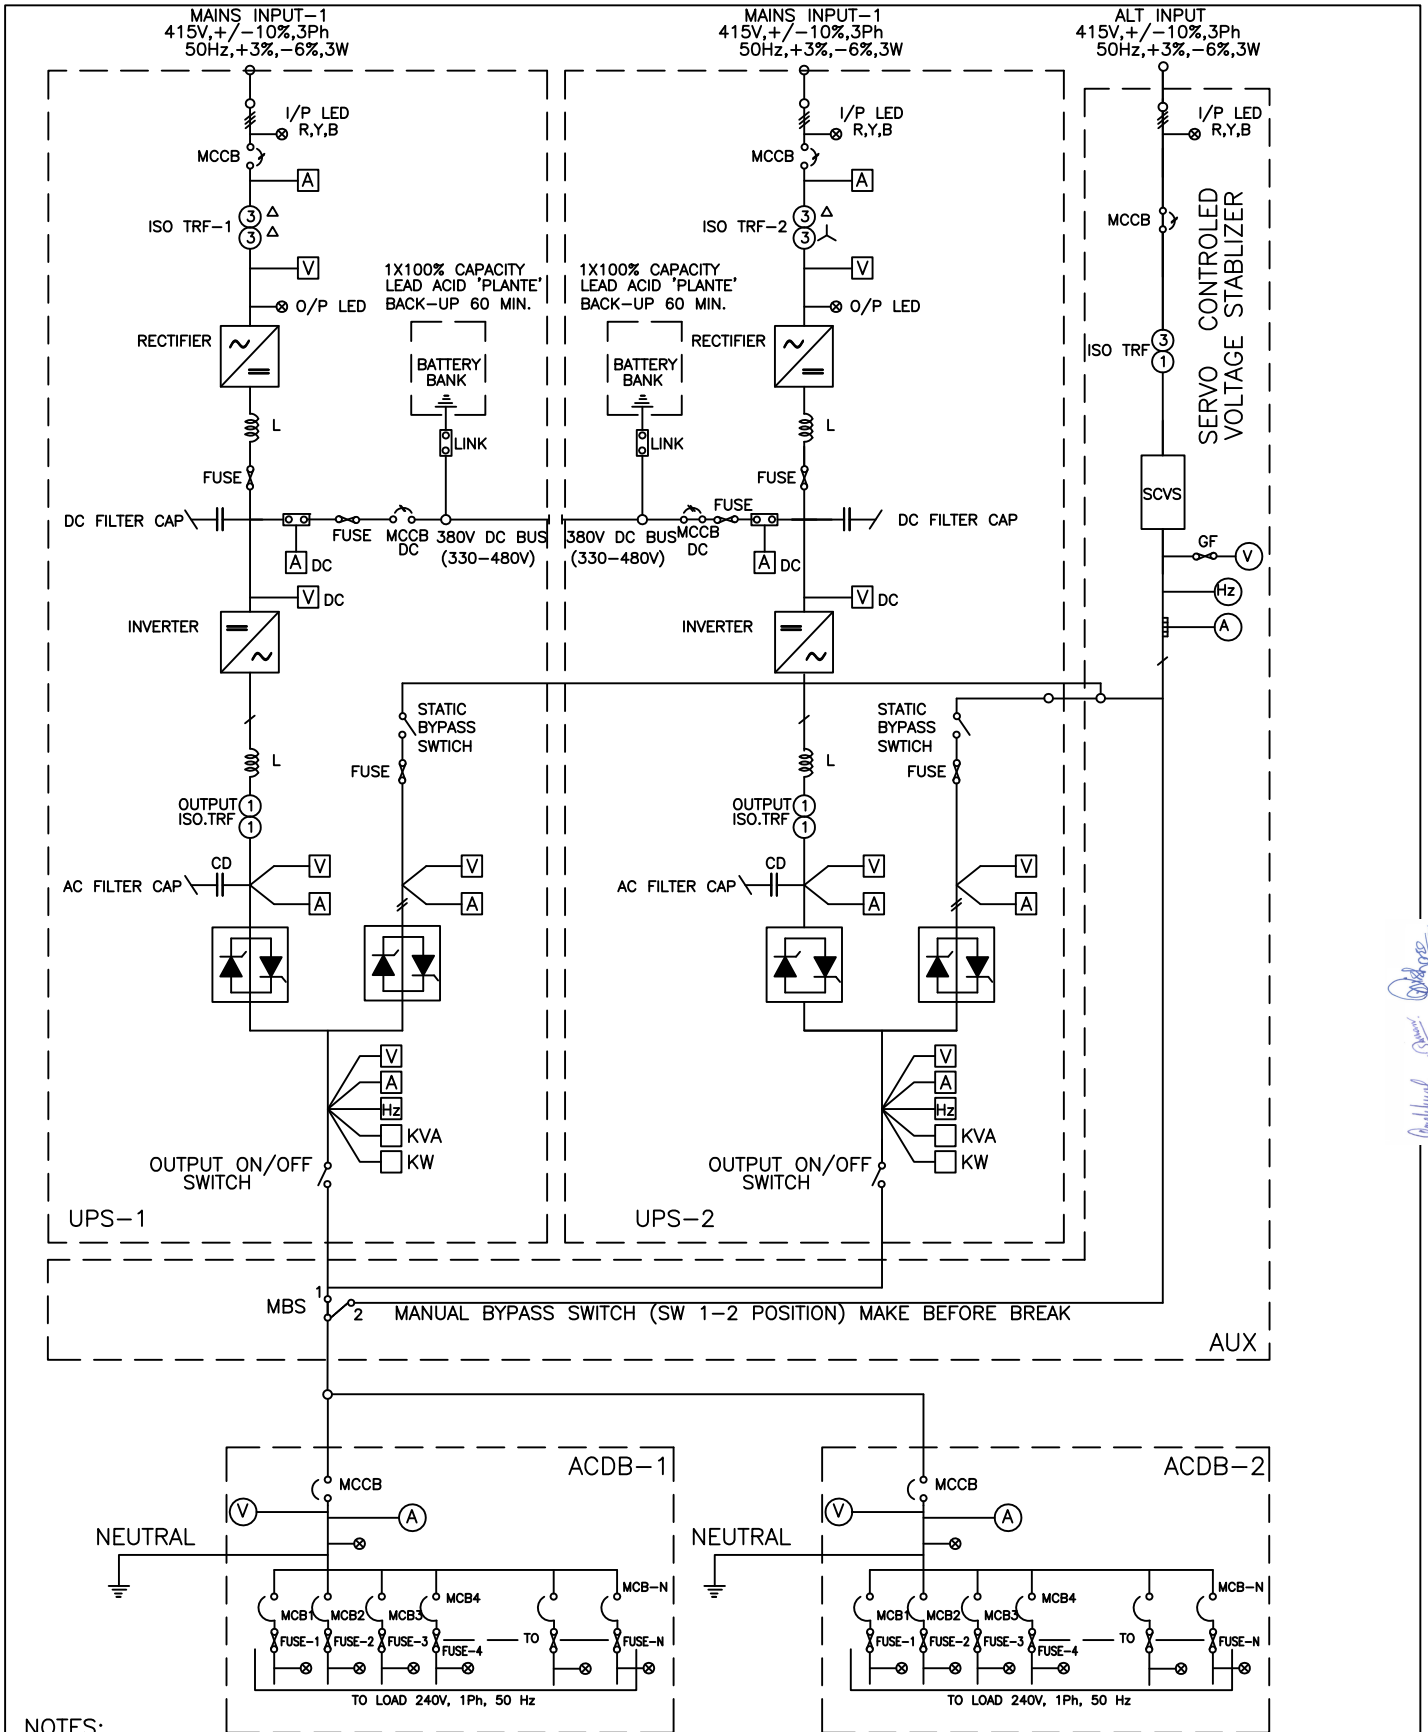 MAINS INPUT-1
415V,+/-10%,3Ph
50Hz,+3%,-6%,3W
MAINS INPUT-1
415V,+/-10%,3Ph
50Hz,+3%,-6%,3W
ALT INPUT
415V,+/-10%,3Ph
50Hz,+3%,-6%,3W
I/P LED
R,Y,B
MCCB
A
ISO TRF-1
3
3
V
O/P LED
RECTIFIER
1X100% CAPACITY
LEAD ACID 'PLANTE'
BACK-UP 60 MIN.
BATTERY
BANK
LINK
L
FUSE
DC FILTER CAP
FUSE
MCCB
DC
380V DC BUS
(330-480V)
A DC
V DC
INVERTER
STATIC
BYPASS
SWTICH
FUSE
L
OUTPUT
ISO.TRF
1
1
CD
AC FILTER CAP
V
A
V
A
V
A
Hz
KVA
KW
OUTPUT ON/OFF
SWITCH
UPS-1
I/P LED
R,Y,B
MCCB
A
ISO TRF-2
3
3
V
O/P LED
1X100% CAPACITY
LEAD ACID 'PLANTE'
BACK-UP 60 MIN.
RECTIFIER
BATTERY
BANK
LINK
L
FUSE
FUSE
DC FILTER CAP
380V DC BUS
(330-480V)
MCCB
DC
A DC
V DC
INVERTER
STATIC
BYPASS
SWTICH
FUSE
L
OUTPUT
ISO.TRF
1
1
CD
AC FILTER CAP
V
A
V
A
V
A
Hz
KVA
KW
OUTPUT ON/OFF
SWITCH
UPS-2
I/P LED
R,Y,B
MCCB
SERVO CONTROLED
VOLTAGE STABLIZER
ISO TRF
3
1
SCVS
GF
V
Hz
A
MBS
1
2
MANUAL BYPASS SWITCH (SW 1-2 POSITION) MAKE BEFORE BREAK
AUX
ACDB-1
MCCB
V
A
NEUTRAL
MCB1
MCB2
MCB3
MCB4
MCB-N
FUSE-1
FUSE-2
FUSE-3
FUSE-4
TO
FUSE-N
TO LOAD 240V, 1Ph, 50 Hz
ACDB-2
MCCB
V
A
NEUTRAL
MCB1
MCB2
MCB3
MCB4
MCB-N
FUSE-1
FUSE-2
FUSE-3
FUSE-4
TO
FUSE-N
TO LOAD 240V, 1Ph, 50 Hz
NOTES: